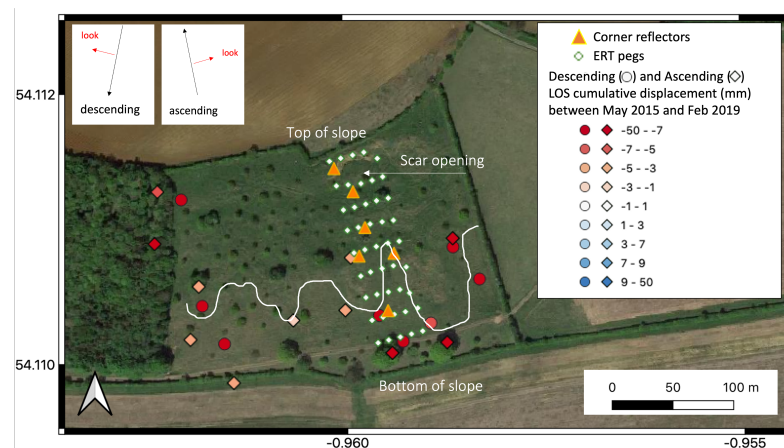 look
look
descending
ascending
Corner reflectors
ERT pegs
Descending (○) and Ascending (◇)
LOS cumulative displacement (mm)
between May 2015 and Feb 2019
-50 - -7
-7 - -5
-5 - -3
-3 - -1
-1 - 1
1 - 3
3 - 7
7 - 9
9 - 50
54.112
Top of slope
Scar opening
54.110
Bottom of slope
0 50 100 m
-0.960
-0.955